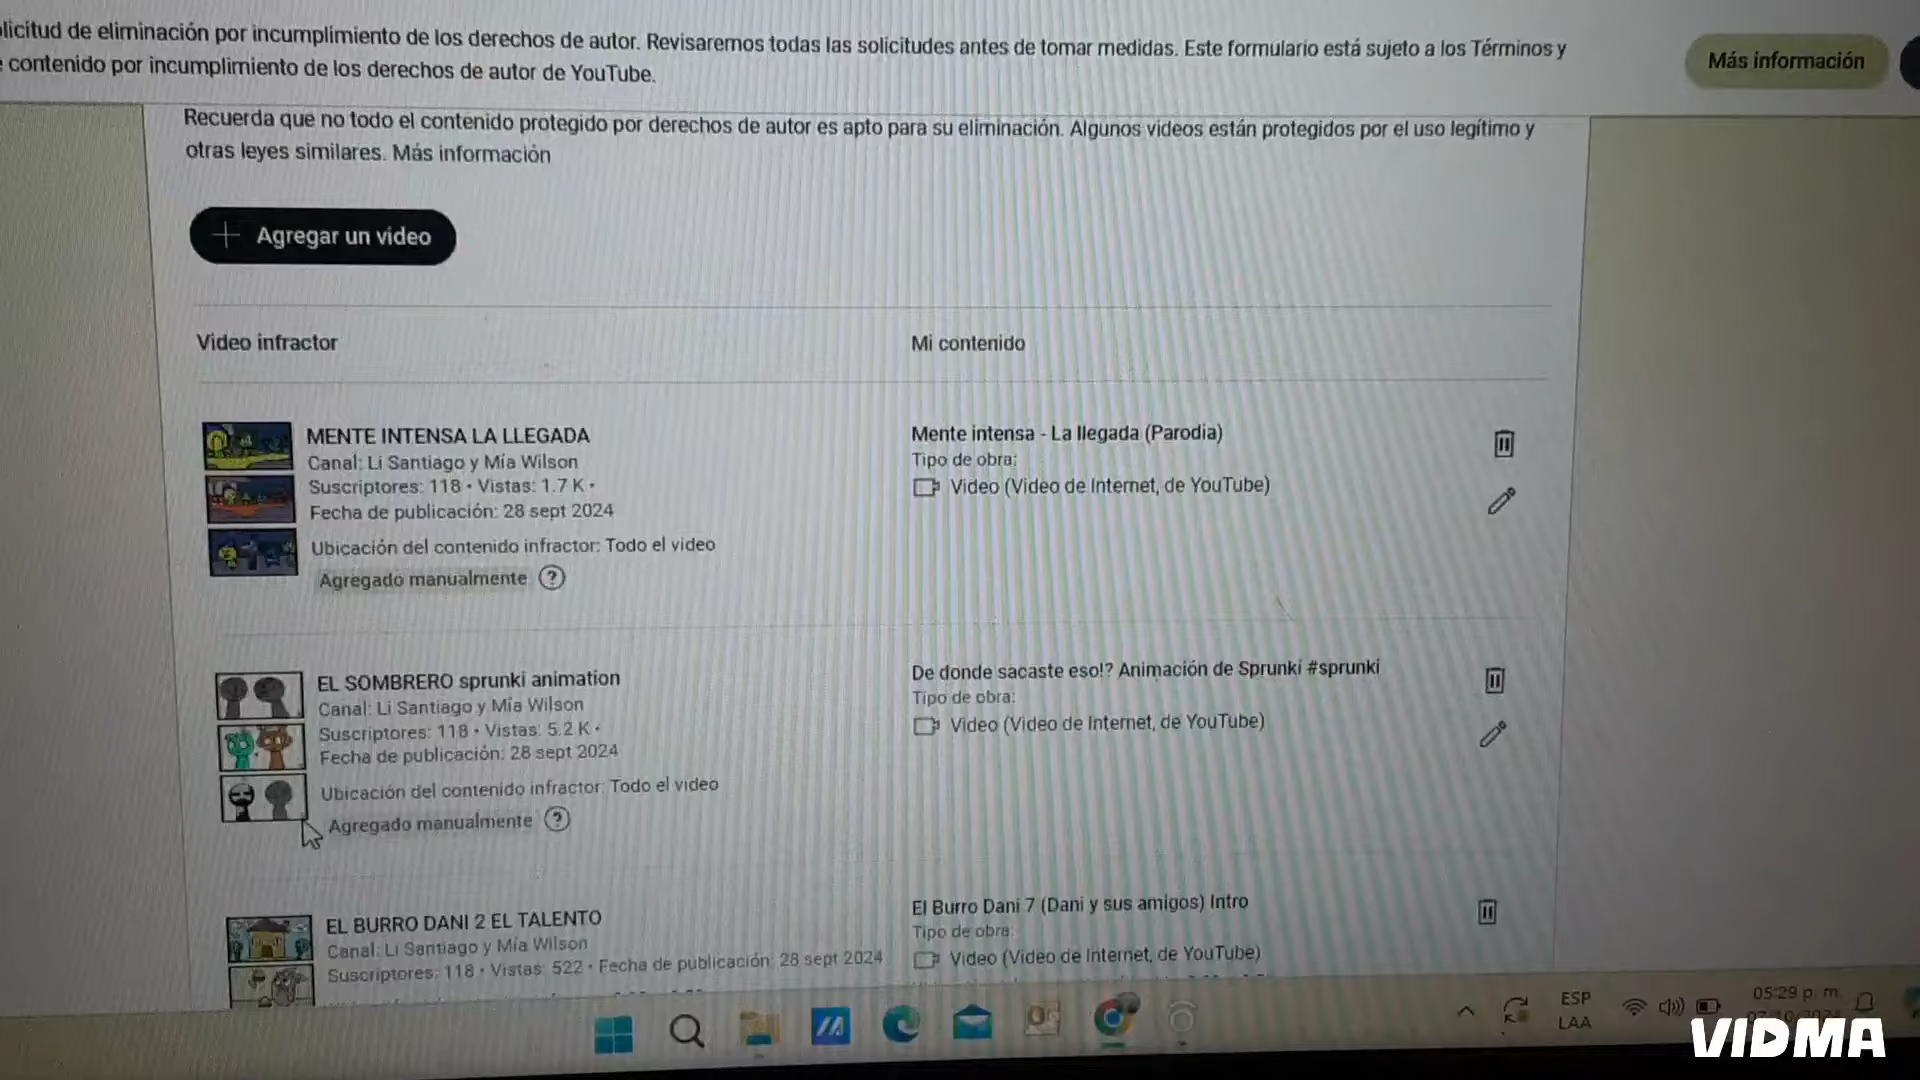 licitud de eliminación por incumplimiento de los derechos de autor. Revisaremos todas las solicitudes antes de tomar medidas. Este formulario está sujeto a los Términos y
contenido por incumplimiento de los derechos de autor de YouTube.
Más información
Recuerda que no todo el contenido protegido por derechos de autor es apto para su eliminación. Algunos videos están protegidos por el uso legítimo y
otras leyes similares. Más información
Agregar un video
Video infractor
Mi contenido
MENTE INTENSA LA LLEGADA
Canal: Li Santiago y Mía Wilson
Suscriptores: 118 • Vistas: 1.7 K •
Fecha de publicación: 28 sept 2024
Ubicación del contenido infractor: Todo el video
Agregado manualmente
Mente intensa - La llegada (Parodia)
Tipo de obra:
Video (Video de Internet, de YouTube)
EL SOMBRERO sprunki animation
Canal: Li Santiago y Mía Wilson
Suscriptores: 118 • Vistas: 5.2 K •
Fecha de publicación: 28 sept 2024
Ubicación del contenido infractor: Todo el video
Agregado manualmente
De donde sacaste eso!? Animación de Sprunki #sprunki
Tipo de obra:
Video (Video de Internet, de YouTube)
EL BURRO DANI 2 EL TALENTO
Canal: Li Santiago y Mía Wilson
Suscriptores: 118 • Vistas: 522 • Fecha de publicación: 28 sept 2024
El Burro Dani 7 (Dani y sus amigos) Intro
Tipo de obra:
Video (Video de Internet, de YouTube)
ESP
LAA
05:29 p. m.
VIDMA